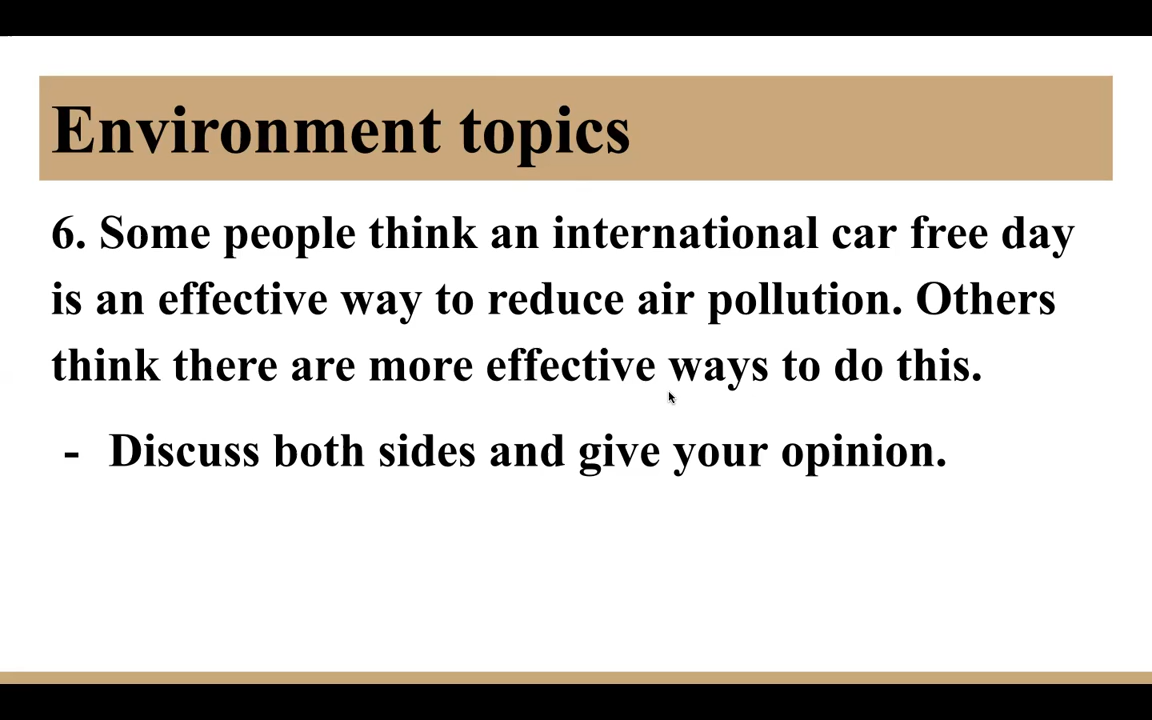 Environment topics
6. Some people think an international car free day
is an effective way to reduce air pollution. Others
think there are more effective ways to do this.
- Discuss both sides and give your opinion.